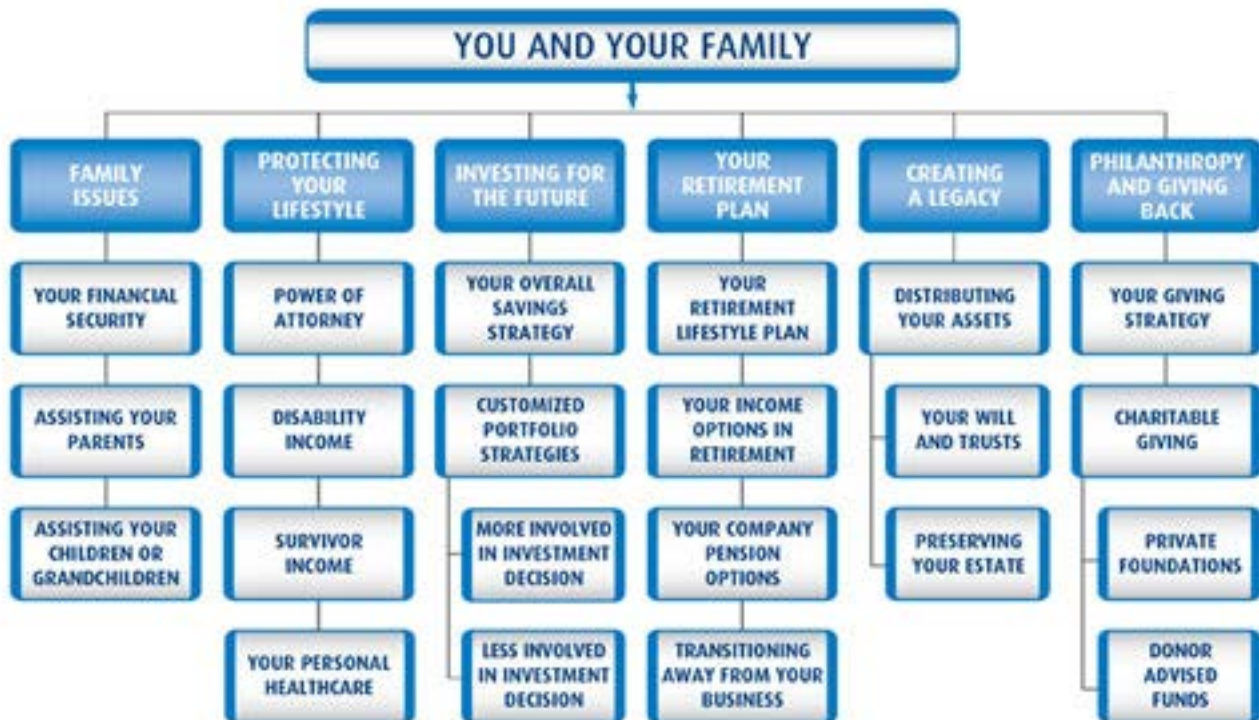 YOU AND YOUR FAMILY
FAMILY
ISSUES
PROTECTING
YOUR
LIFESTYLE
INVESTING FOR
THE FUTURE
YOUR
RETIREMENT
PLAN
CREATING
A LEGACY
PHILANTHROPY
AND GIVING
BACK
YOUR FINANCIAL
SECURITY
POWER OF
ATTORNEY
YOUR OVERALL
SAVINGS
STRATEGY
YOUR
RETIREMENT
LIFESTYLE PLAN
DISTRIBUTING
YOUR ASSETS
YOUR GIVING
STRATEGY
ASSISTING YOUR
PARENTS
DISABILITY
INCOME
CUSTOMIZED
PORTFOLIO
STRATEGIES
YOUR INCOME
OPTIONS IN
RETIREMENT
YOUR WILL
AND TRUSTS
CHARITABLE
GIVING
ASSISTING YOUR
CHILDREN OR
GRANDCHILDREN
SURVIVOR
INCOME
MORE INVOLVED
IN INVESTMENT
DECISION
YOUR COMPANY
PENSION
OPTIONS
PRESERVING
YOUR ESTATE
PRIVATE
FOUNDATIONS
YOUR PERSONAL
HEALTHCARE
LESS INVOLVED
IN INVESTMENT
DECISION
TRANSITIONING
AWAY FROM YOUR
BUSINESS
DONOR
ADVISED
FUNDS